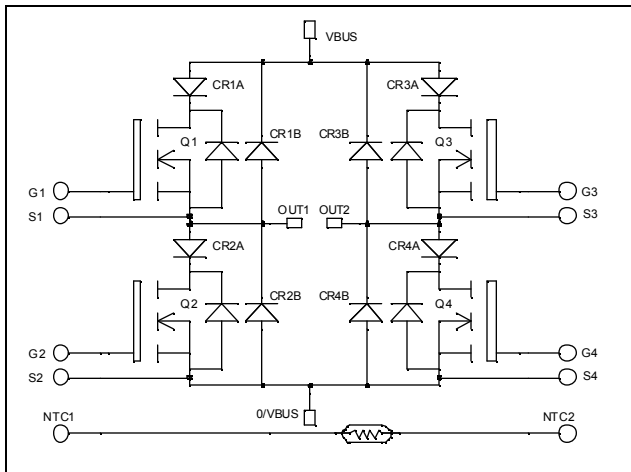 VBUS
CR1A
CR3A
Q1
CR1B
CR3B
Q3
G1
G3
S1
OUT1
OUT2
S3
CR2A
CR4A
Q2
CR2B
CR4B
Q4
G2
G4
S2
S4
0/VBUS
NTC1
NTC2